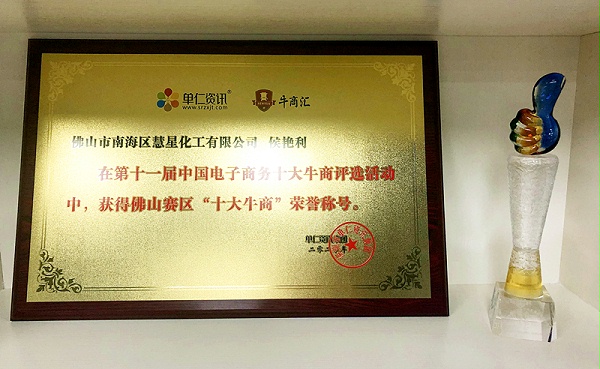 单仁资讯®
www.srzxjt.com
牛商汇
佛山市南海区慧星化工有限公司 侯艳利
在第十一届中国电子商务十大牛商评选活动
中，获得佛山赛区“十大牛商”荣誉称号。
单仁资讯集团